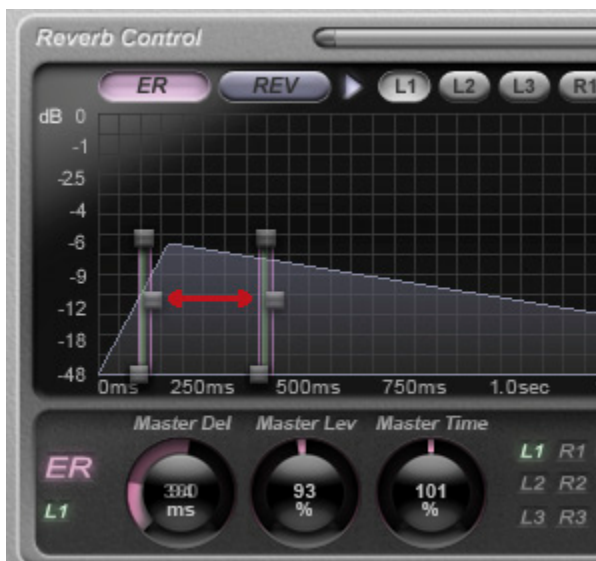 Reverb Control
ER REV L1 L2 L3 R1
dB 0
-1
-2.5
-4
-6
-9
-12
-18
-48
0ms 250ms 500ms 750ms 1.0sec
Master Del Master Lev Master Time
ER
L1
ms
93
%
101
%
L1 R1
L2 R2
L3 R3